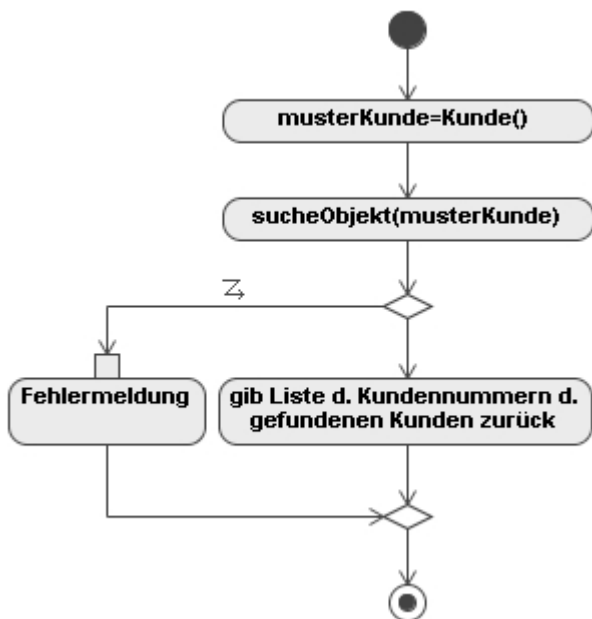 musterKunde=Kunde()
sucheObjekt(musterKunde)
Fehlermeldung
gib Liste d. Kundennummern d.
gefundenen Kunden zurück